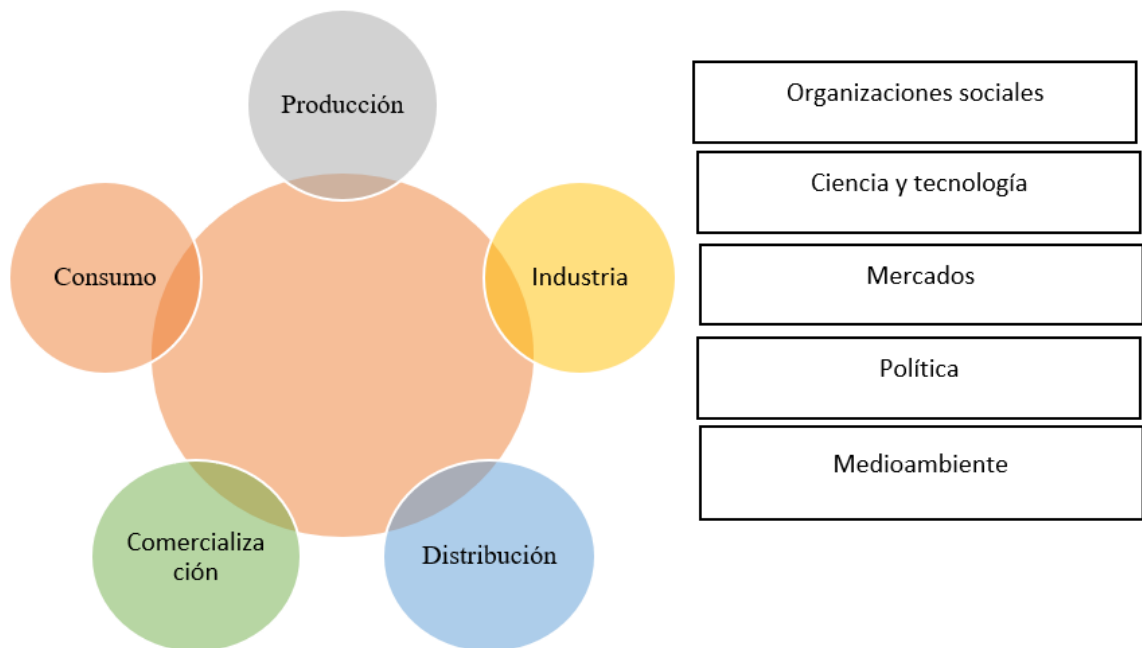 Producción
Consumo
Industria
Comercializa
ción
Distribución
Organizaciones sociales
Ciencia y tecnología
Mercados
Política
Medioambiente